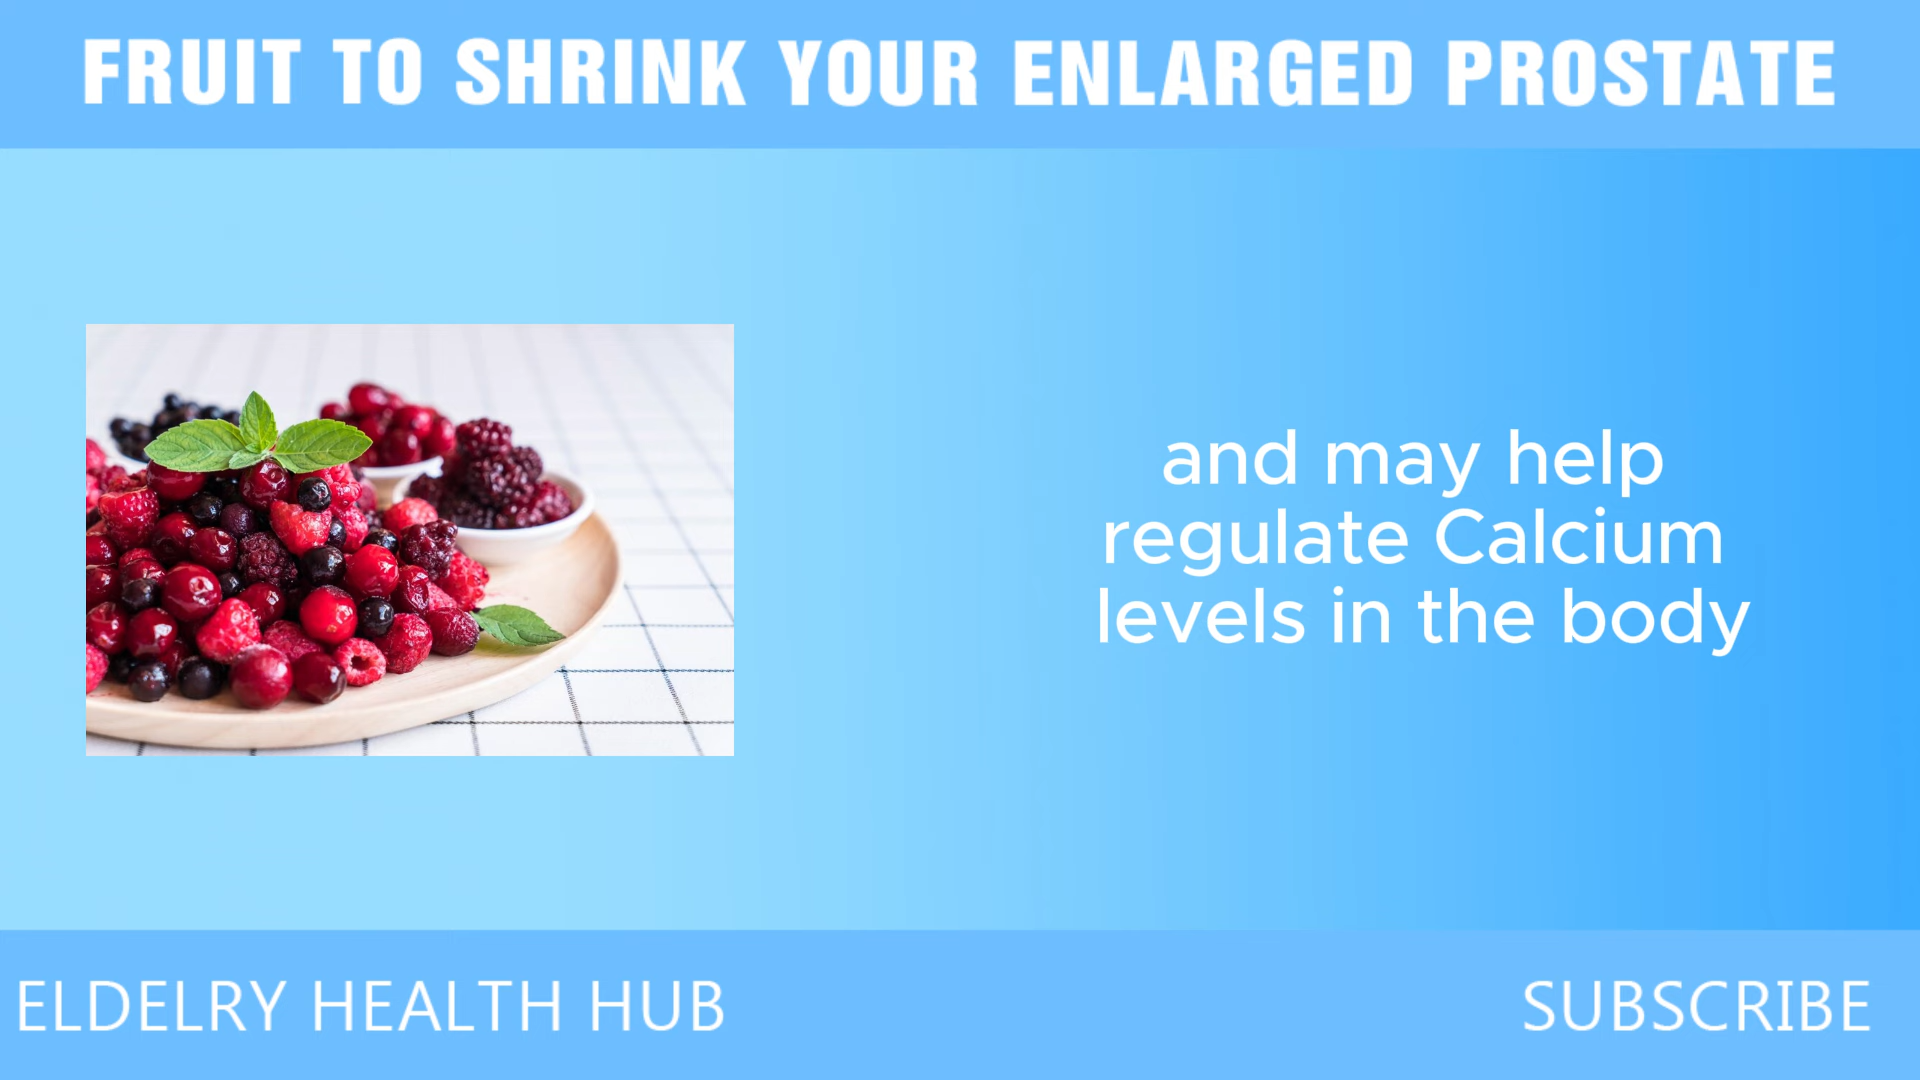 FRUIT TO SHRINK YOUR ENLARGED PROSTATE
and may help
regulate Calcium
levels in the body
ELDELRY HEALTH HUB
SUBSCRIBE